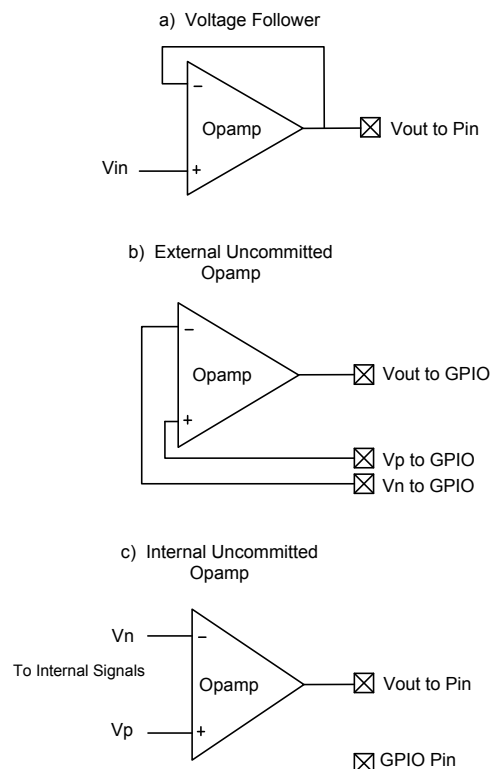 a) Voltage Follower
−
Opamp
Vout to Pin
Vin
+
b) External Uncommitted
Opamp
−
Opamp
Vout to GPIO
+
Vp to GPIO
Vn to GPIO
c) Internal Uncommitted
Opamp
Vn
−
To Internal Signals
Opamp
Vout to Pin
Vp
+
GPIO Pin